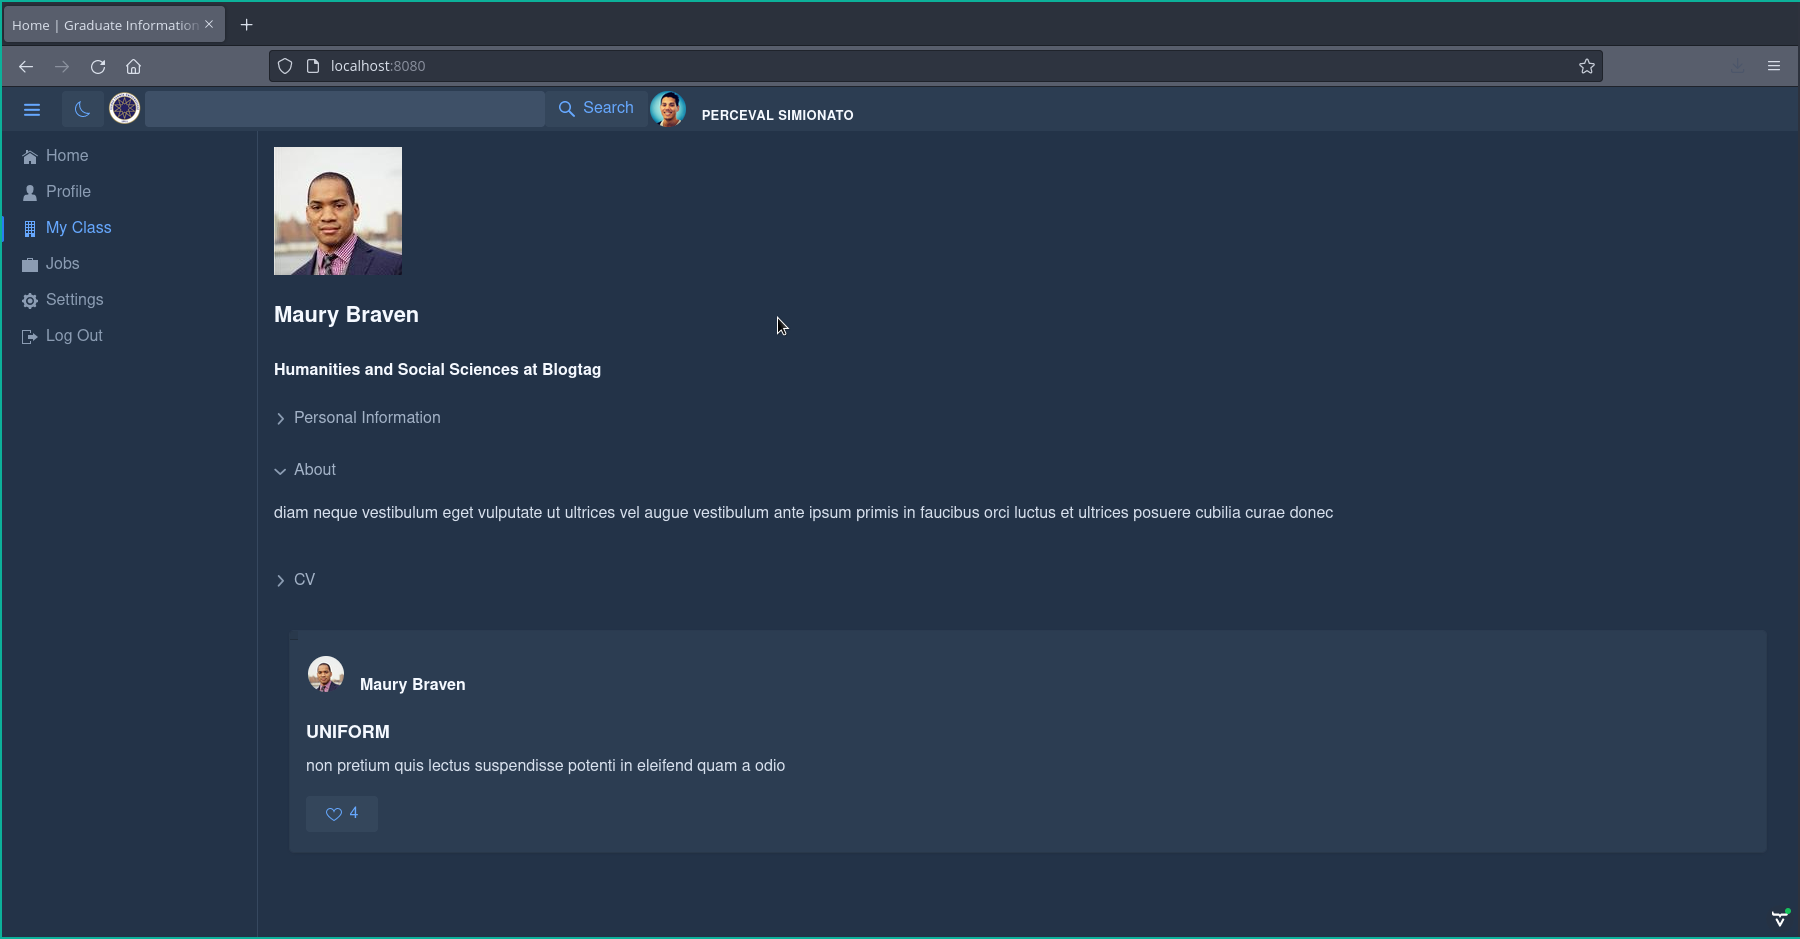 Home | Graduate Information
localhost:8080
Search
PERCEVAL SIMIONATO
Home
Profile
My Class
Jobs
Settings
Log Out
Maury Braven
Humanities and Social Sciences at Blogtag
Personal Information
About
diam neque vestibulum eget vulputate ut ultrices vel augue vestibulum ante ipsum primis in faucibus orci luctus et ultrices posuere cubilia curae donec
CV
Maury Braven
UNIFORM
non pretium quis lectus suspendisse potenti in eleifend quam a odio
4